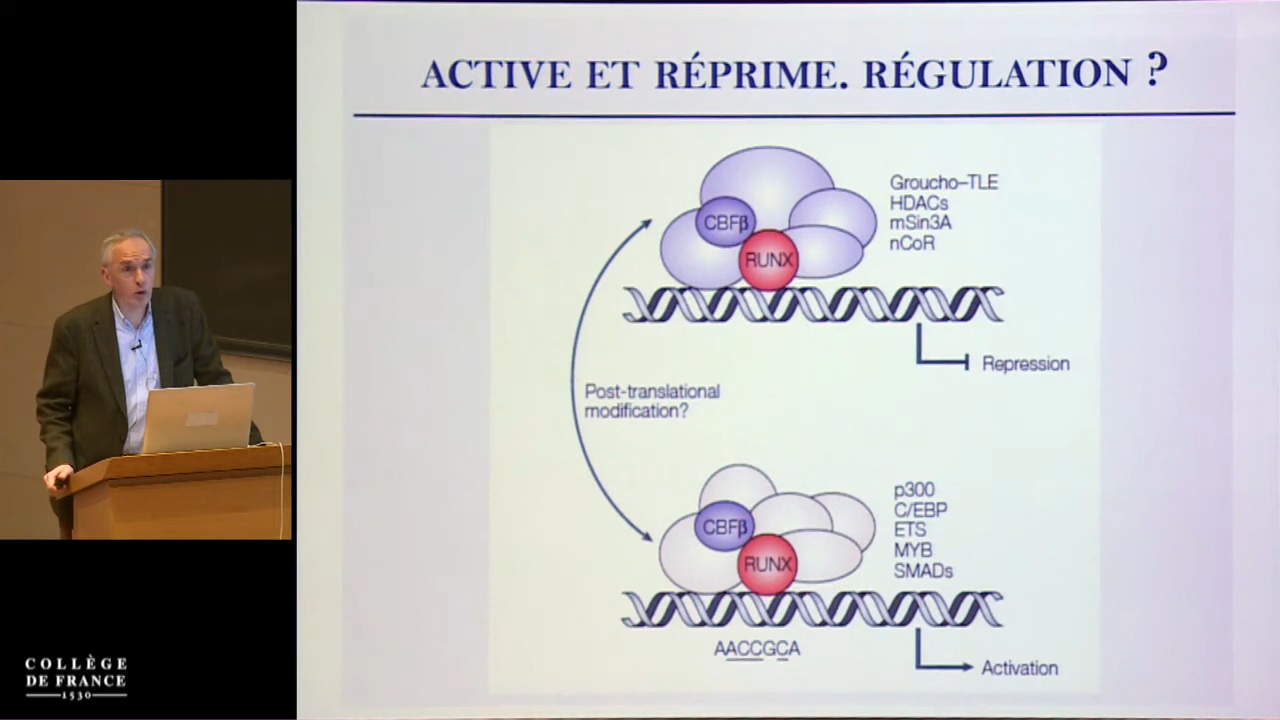 ACTIVE ET RÉPRIME. RÉGULATION ?
CBFβ
RUNX
Groucho–TLE
HDACs
mSin3A
nCoR
Repression
Post-translational
modification?
CBFβ
RUNX
p300
C/EBP
ETS
MYB
SMADs
AACCGCA
Activation
COLLÈGE
DE FRANCE
1530